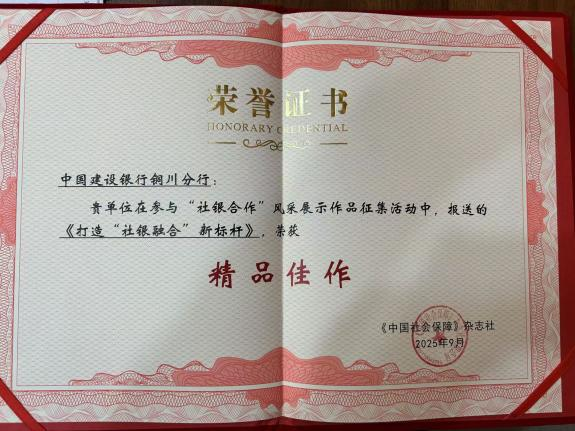 荣誉证书
HONORARY CREDENTIAL
中国建设银行铜川分行：
贵单位在参与“社银合作”风采展示作品征集活动中，报送的
《打造“社银融合”新标杆》，荣获
精品佳作
《中国社会保障》杂志社
2025年9月